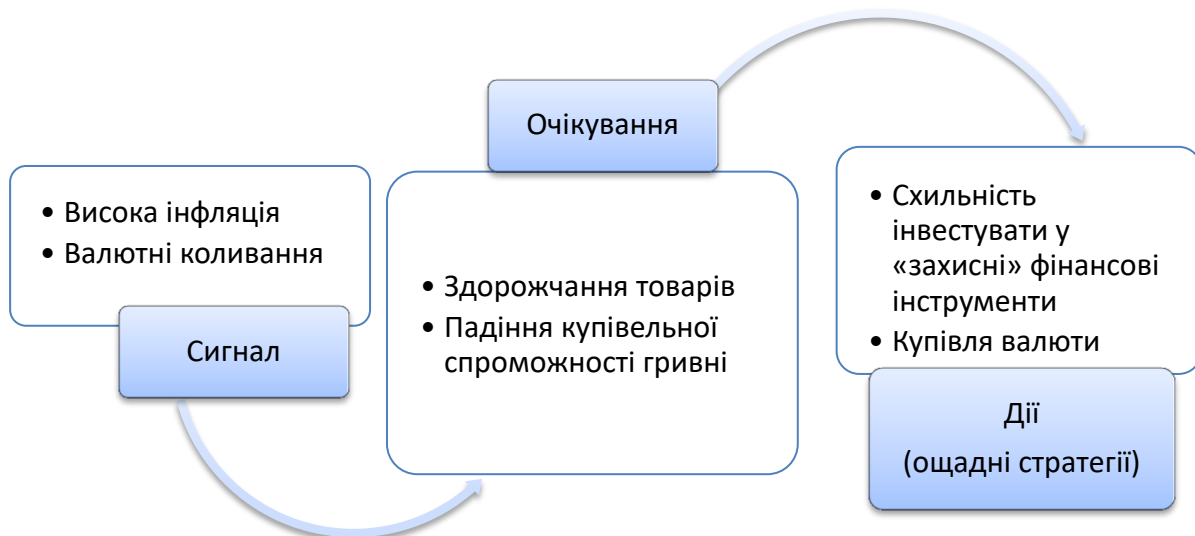 • Висока інфляція
• Валютні коливання
Сигнал
Очікування
• Здорожчання товарів
• Падіння купівельної
спроможності гривні
• Схильність
інвестувати у
«захисні» фінансові
інструменти
• Купівля валюти
Дії
(ощадні стратегії)